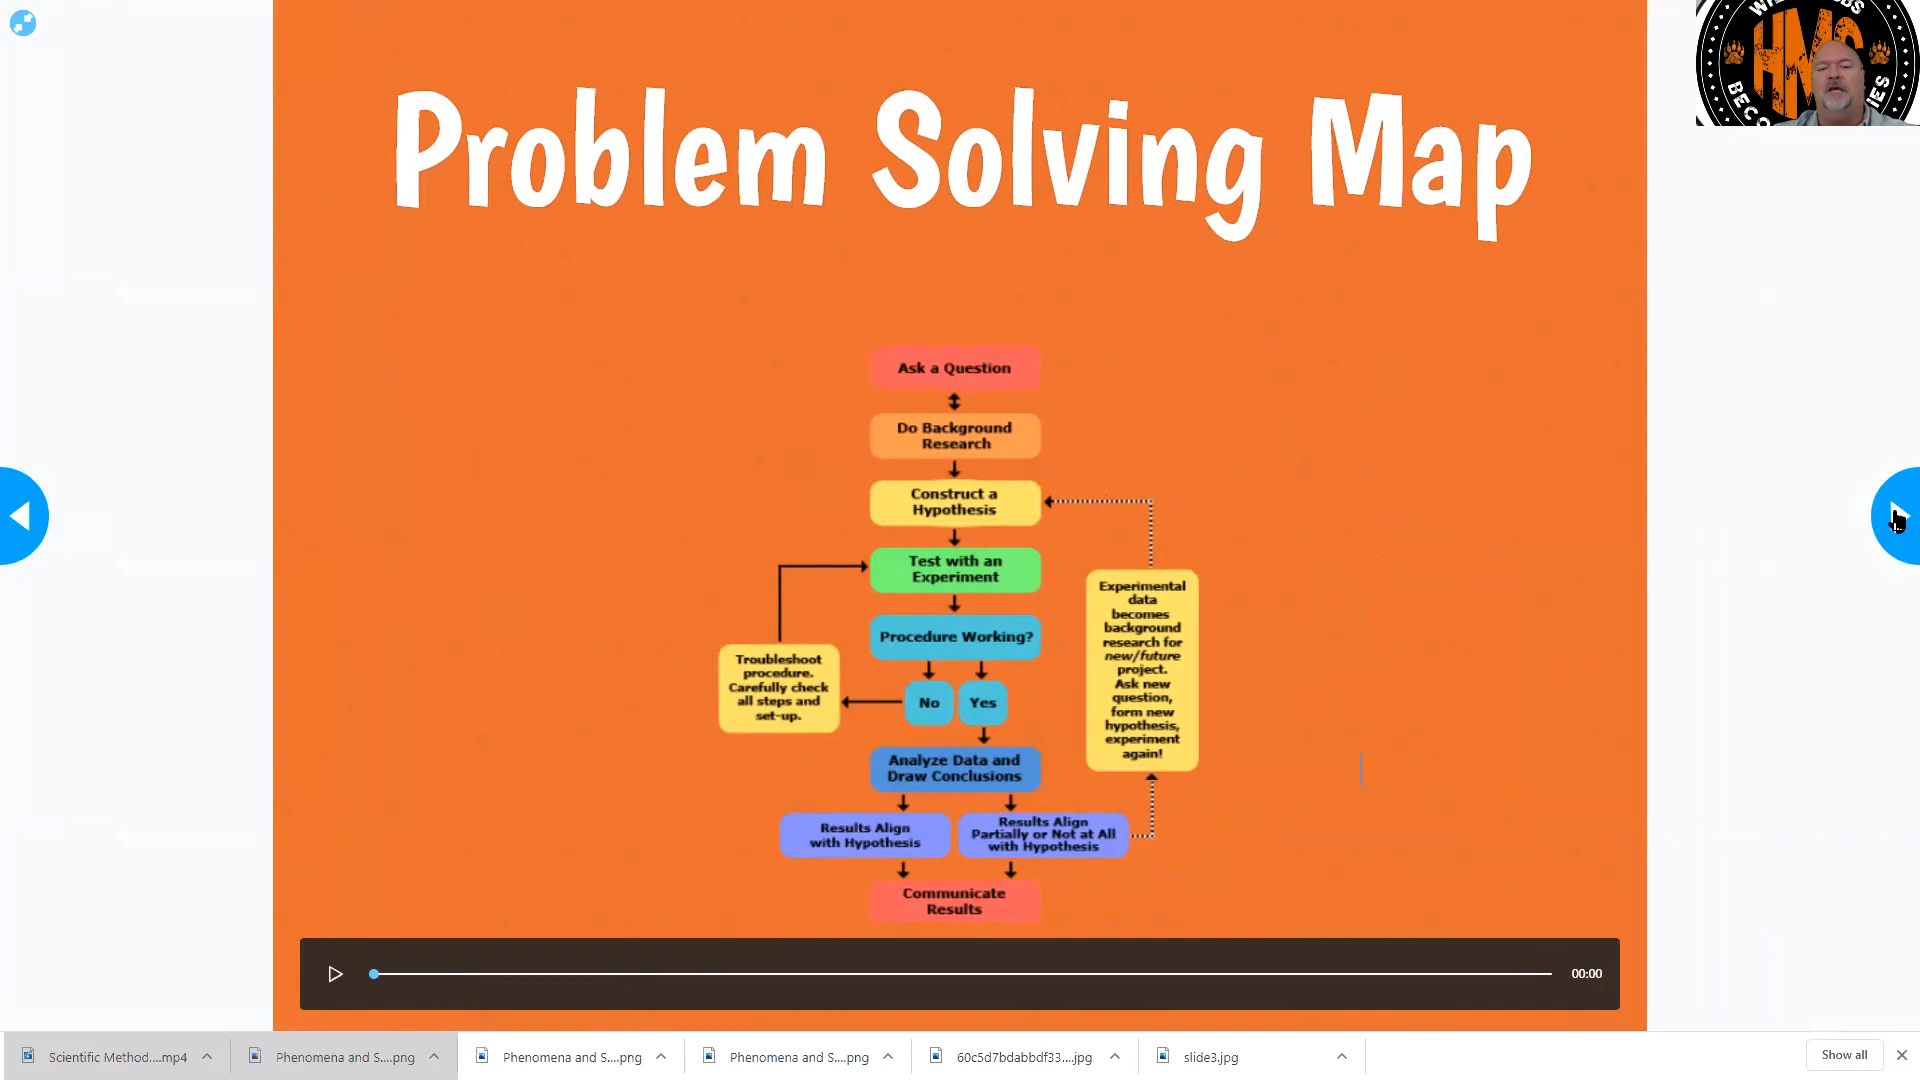 Problem Solving Map
HMS
Ask a Question
Do Background
Research
Construct a
Hypothesis
Test with an
Experiment
Procedure Working?
No
Yes
Troubleshoot
procedure.
Carefully check
all steps and
set-up.
Experimental
data
becomes
background
research for
new/future
project.
Ask new
question,
form new
hypothesis,
experiment
again!
Analyze Data and
Draw Conclusions
Results Align
with Hypothesis
Results Align
Partially or Not at All
with Hypothesis
Communicate
Results
00:00
Scientific Method....mp4
Phenomena and S....png
Phenomena and S....png
Phenomena and S....png
60c5d7bdabbdf33....jpg
slide3.jpg
Show all